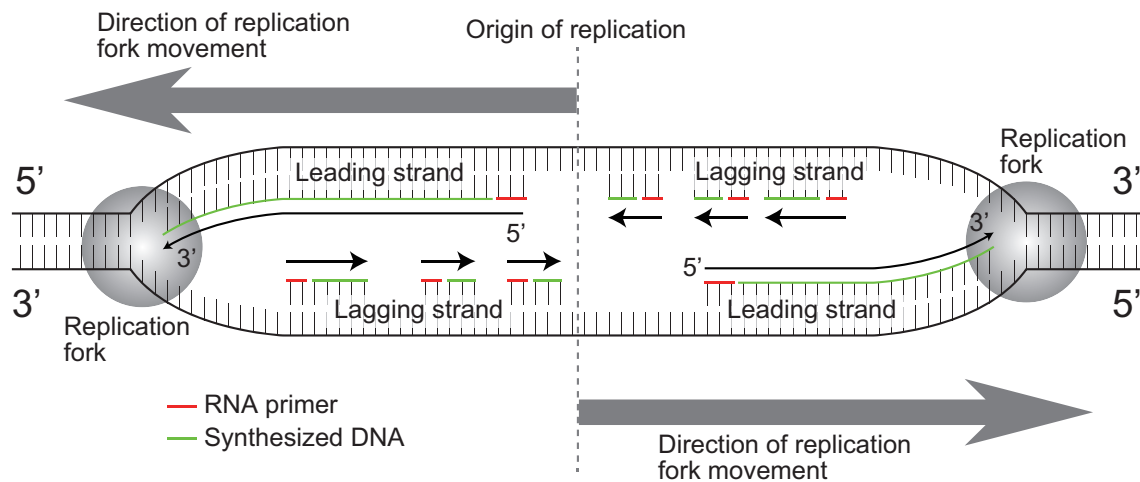 Direction of replication
fork movement
Origin of replication
Replication
fork
5’
3’
Leading strand
Lagging strand
3’
5’
3’
5’
3’
5’
Lagging strand
Leading strand
Replication
fork
RNA primer
Synthesized DNA
Direction of replication
fork movement